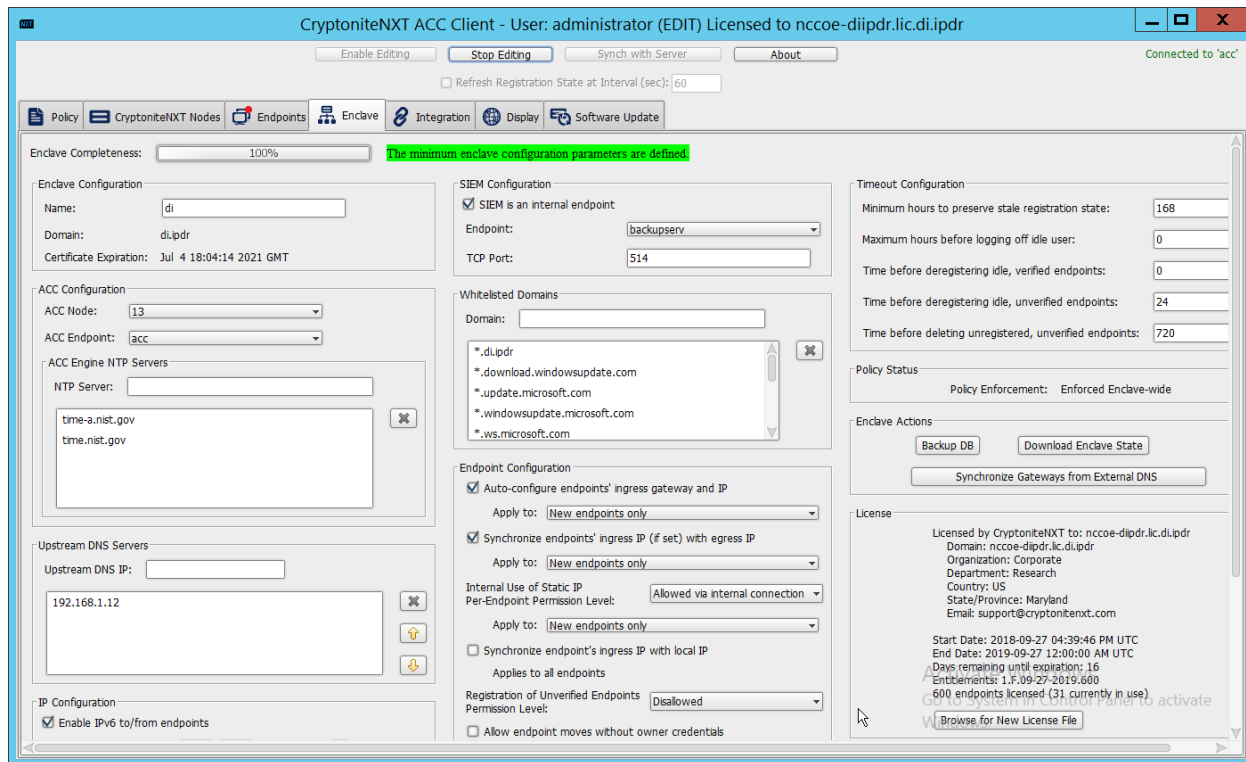 NXT
CryptoniteNXT ACC Client - User: administrator (EDIT) Licensed to nccoe-diipdr.lic.di.ipdr
Enable Editing
Stop Editing
Synch with Server
About
Connected to 'acc'
Refresh Registration State at Interval (sec): 60
Policy
CryptoniteNXT Nodes
Endpoints
Enclave
Integration
Display
Software Update
Enclave Completeness: 100% The minimum enclave configuration parameters are defined.
Enclave Configuration
Name: di
Domain: di.ipdr
Certificate Expiration: Jul 4 18:04:14 2021 GMT
ACC Configuration
ACC Node: 13
ACC Endpoint: acc
ACC Engine NTP Servers
NTP Server:
time-a.nist.gov
time.nist.gov
Upstream DNS Servers
Upstream DNS IP:
192.168.1.12
IP Configuration
Enable IPv6 to/from endpoints
SIEM Configuration
SIEM is an internal endpoint
Endpoint: backupserv
TCP Port: 514
Whitelisted Domains
Domain:
*.di.ipdr
*.download.windowsupdate.com
*.update.microsoft.com
*.windowsupdate.microsoft.com
*.ws.microsoft.com
Endpoint Configuration
Auto-configure endpoints' ingress gateway and IP
Apply to: New endpoints only
Synchronize endpoints' ingress IP (if set) with egress IP
Apply to: New endpoints only
Internal Use of Static IP
Per-Endpoint Permission Level: Allowed via internal connection
Apply to: New endpoints only
Synchronize endpoint's ingress IP with local IP
Applies to all endpoints
Registration of Unverified Endpoints
Permission Level: Disallowed
Allow endpoint moves without owner credentials
Timeout Configuration
Minimum hours to preserve stale registration state: 168
Maximum hours before logging off idle user: 0
Time before deregistering idle, verified endpoints: 0
Time before deregistering idle, unverified endpoints: 24
Time before deleting unregistered, unverified endpoints: 720
Policy Status
Policy Enforcement: Enforced Enclave-wide
Enclave Actions
Backup DB
Download Enclave State
Synchronize Gateways from External DNS
License
Licensed by CryptoniteNXT to: nccoe-diipdr.lic.di.ipdr
Domain: nccoe-diipdr.lic.di.ipdr
Organization: Corporate
Department: Research
Country: US
State/Province: Maryland
Email: support@cryptonitenxt.com
Start Date: 2018-09-27 04:39:46 PM UTC
End Date: 2019-09-27 12:00:00 AM UTC
Days remaining until expiration: 16
Entitlements: 1.F.09-27-2019.600
600 endpoints licensed (31 currently in use)
Browse for New License File
Activate Windows
Go to System in Control Panel to activate
Windows.